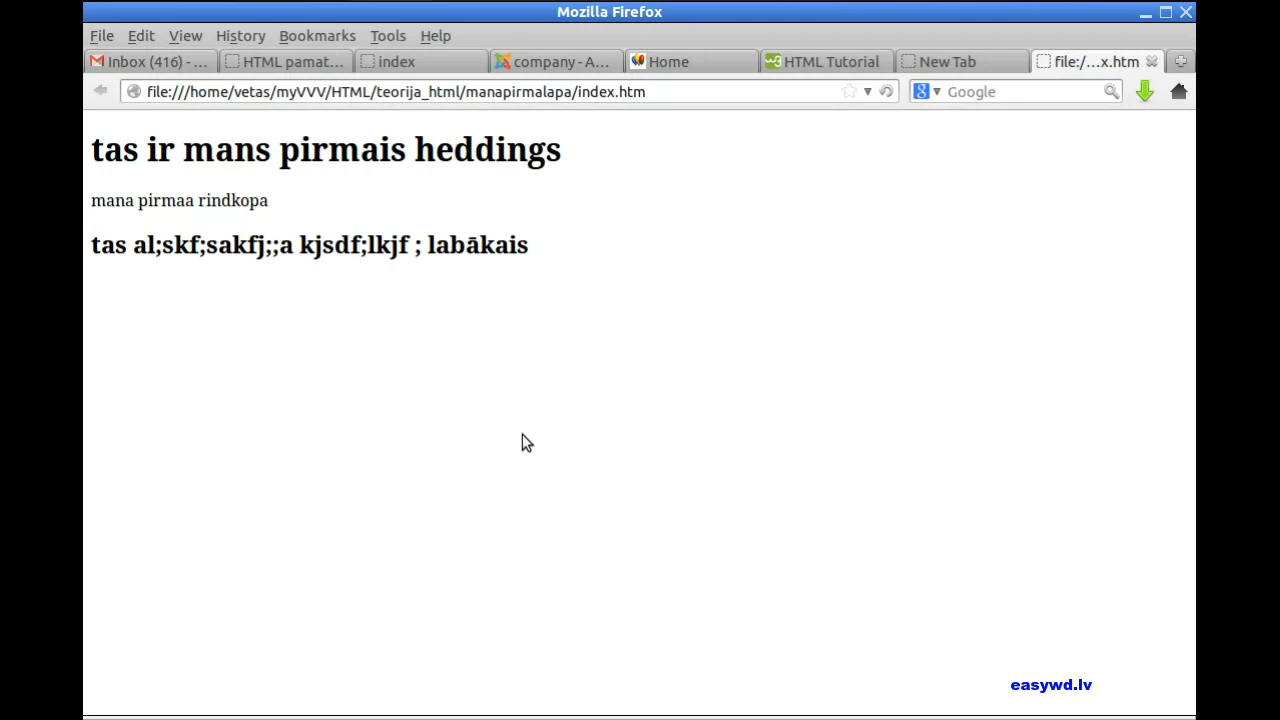 Mozilla Firefox
File Edit View History Bookmarks Tools Help
Inbox (416) - ... HTML pamat... index company - A... Home HTML Tutorial New Tab file:/...x.htm
file:///home/vetas/myVVV/HTML/teorija_html/manapirmalapa/index.htm Google
tas ir mans pirmais heddings
mana pirmaa rindkopa
tas al;skf;sakfj;;a kjsdf;lkjf ; labākais
easywd.lv